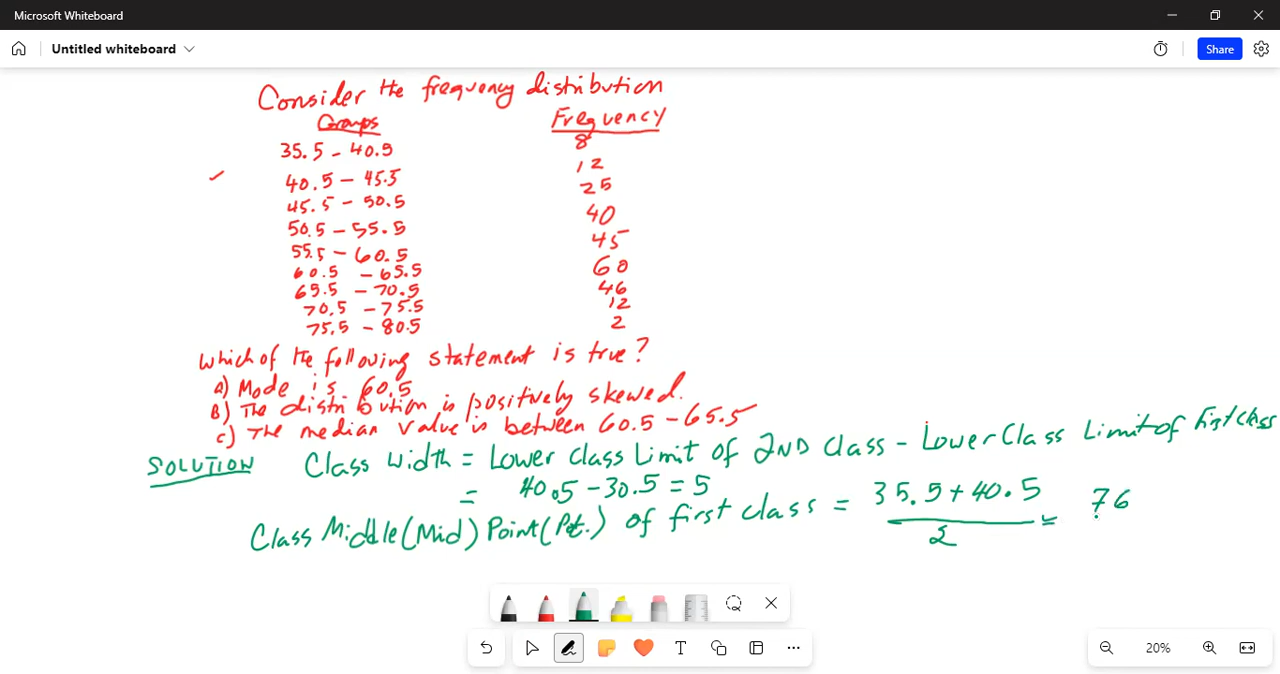 Microsoft Whiteboard
Untitled whiteboard
Share
Consider the frequency distribution
Groups Frequency
35.5 - 40.5 8
40.5 - 45.5 12
45.5 - 50.5 25
50.5 - 55.5 40
55.5 - 60.5 45
60.5 - 65.5 60
65.5 - 70.5 46
70.5 - 75.5 12
75.5 - 80.5 2
which of the following statement is true?
a) Mode is 60.5
B) The distribution is positively skewed.
c) The median value is between 60.5 - 65.5
SOLUTION Class width = Lower Class Limit of 2ND Class - Lower Class Limit of First class
= 40.5 - 30.5 = 5
Class Middle (Mid) Point (Pt.) of first class = 35.5 + 40.5 = 76
2
20%